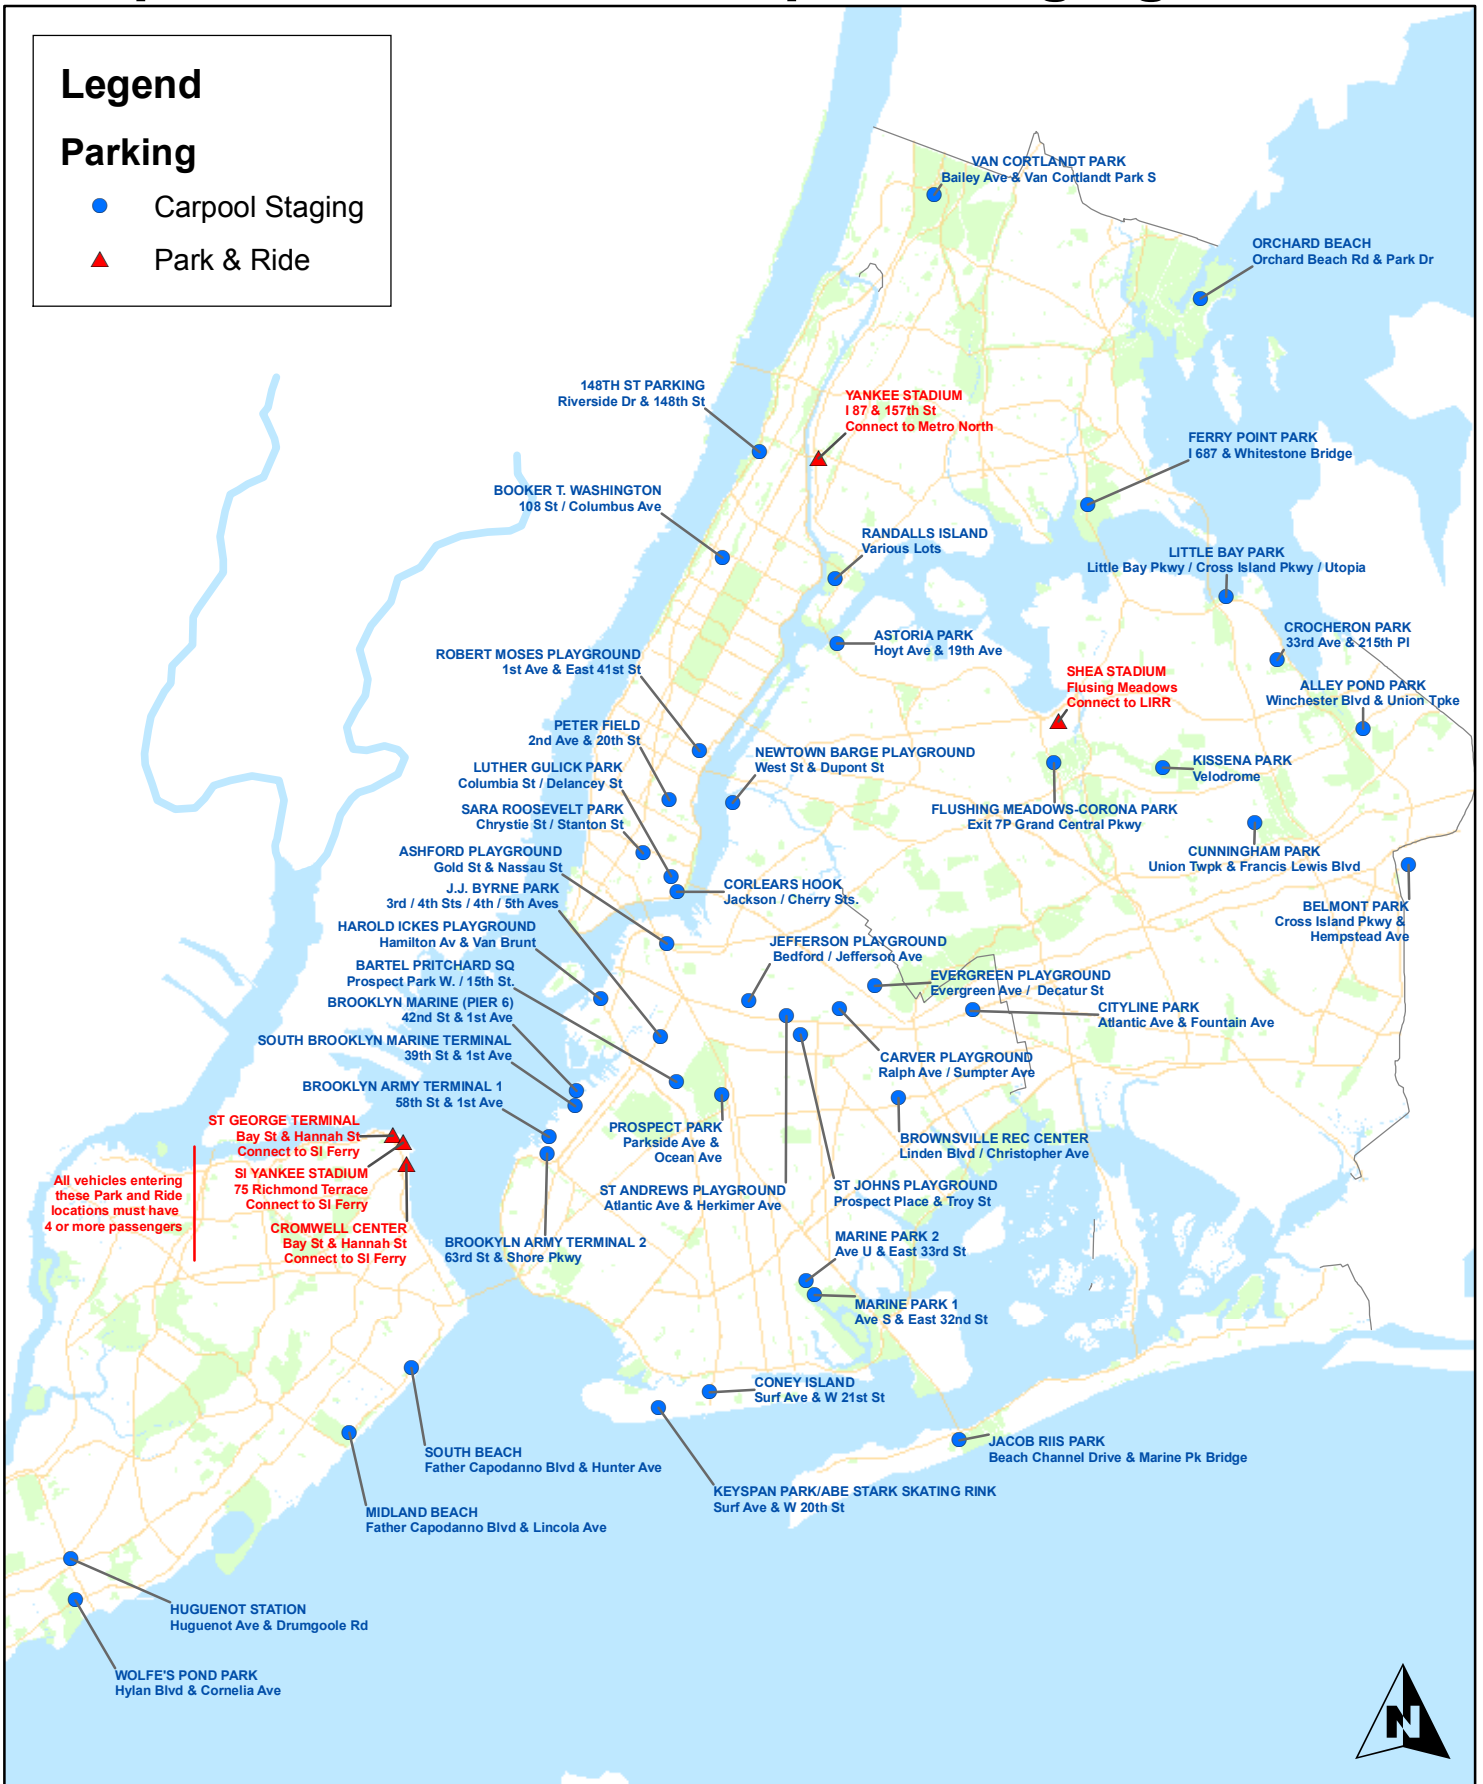 Legend
Parking
Carpool Staging
Park & Ride
VAN CORTLANDT PARK
Bailey Ave & Van Cortlandt Park S
ORCHARD BEACH
Orchard Beach Rd & Park Dr
148TH ST PARKING
Riverside Dr & 148th St
YANKEE STADIUM
I 87 & 157th St
Connect to Metro North
FERRY POINT PARK
I 687 & Whitestone Bridge
BOOKER T. WASHINGTON
108 St / Columbus Ave
RANDALLS ISLAND
Various Lots
LITTLE BAY PARK
Little Bay Pkwy / Cross Island Pkwy / Utopia
CROCHERON PARK
33rd Ave & 215th Pl
ASTORIA PARK
Hoyt Ave & 19th Ave
ROBERT MOSES PLAYGROUND
1st Ave & East 41st St
SHEA STADIUM
Flusing Meadows
Connect to LIRR
ALLEY POND PARK
Winchester Blvd & Union Tpke
PETER FIELD
2nd Ave & 20th St
NEWTOWN BARGE PLAYGROUND
West St & Dupont St
KISSENA PARK
Velodrome
LUTHER GULICK PARK
Columbia St / Delancey St
SARA ROOSEVELT PARK
Chrystie St / Stanton St
FLUSHING MEADOWS-CORONA PARK
Exit 7P Grand Central Pkwy
CUNNINGHAM PARK
Union Twpk & Francis Lewis Blvd
ASHFORD PLAYGROUND
Gold St & Nassau St
J.J. BYRNE PARK
3rd / 4th Sts / 4th / 5th Aves
CORLEARS HOOK
Jackson / Cherry Sts.
BELMONT PARK
Cross Island Pkwy &
Hempstead Ave
HAROLD ICKES PLAYGROUND
Hamilton Av & Van Brunt
JEFFERSON PLAYGROUND
Bedford / Jefferson Ave
BARTEL PRITCHARD SQ
Prospect Park W. / 15th St.
EVERGREEN PLAYGROUND
Evergreen Ave / Decatur St
BROOKLYN MARINE (PIER 6)
42nd St & 1st Ave
CITYLINE PARK
Atlantic Ave & Fountain Ave
SOUTH BROOKLYN MARINE TERMINAL
39th St & 1st Ave
CARVER PLAYGROUND
Ralph Ave / Sumpter Ave
BROOKLYN ARMY TERMINAL 1
58th St & 1st Ave
ST GEORGE TERMINAL
Bay St & Hannah St
Connect to SI Ferry
PROSPECT PARK
Parkside Ave &
Ocean Ave
BROWNSVILLE REC CENTER
Linden Blvd / Christopher Ave
SI YANKEE STADIUM
75 Richmond Terrace
Connect to SI Ferry
All vehicles entering
these Park and Ride
locations must have
4 or more passengers
ST ANDREWS PLAYGROUND
Atlantic Ave & Herkimer Ave
ST JOHNS PLAYGROUND
Prospect Place & Troy St
CROMWELL CENTER
Bay St & Hannah St
Connect to SI Ferry
BROOKYLN ARMY TERMINAL 2
63rd St & Shore Pkwy
MARINE PARK 2
Ave U & East 33rd St
MARINE PARK 1
Ave S & East 32nd St
CONEY ISLAND
Surf Ave & W 21st St
SOUTH BEACH
Father Capodanno Blvd & Hunter Ave
JACOB RIIS PARK
Beach Channel Drive & Marine Pk Bridge
KEYSPAN PARK/ABE STARK SKATING RINK
Surf Ave & W 20th St
MIDLAND BEACH
Father Capodanno Blvd & Lincola Ave
HUGUENOT STATION
Huguenot Ave & Drumgoole Rd
WOLFE'S POND PARK
Hylan Blvd & Cornelia Ave
N